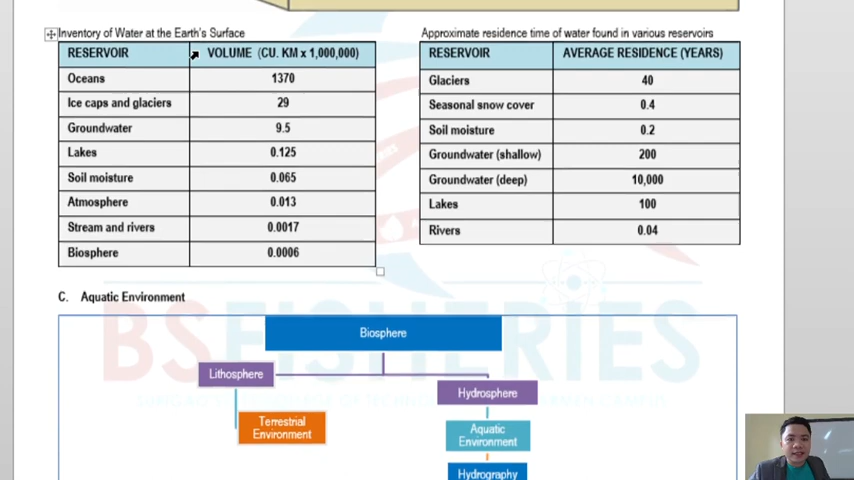 Inventory of Water at the Earth's Surface
RESERVOIR VOLUME (CU. KM x 1,000,000)
Oceans 1370
Ice caps and glaciers 29
Groundwater 9.5
Lakes 0.125
Soil moisture 0.065
Atmosphere 0.013
Stream and rivers 0.0017
Biosphere 0.0006
Approximate residence time of water found in various reservoirs
RESERVOIR AVERAGE RESIDENCE (YEARS)
Glaciers 40
Seasonal snow cover 0.4
Soil moisture 0.2
Groundwater (shallow) 200
Groundwater (deep) 10,000
Lakes 100
Rivers 0.04
C. Aquatic Environment
BSFISHERIES
Biosphere
Lithosphere
Hydrosphere
Terrestrial
Environment
Aquatic
Environment
Hydrography